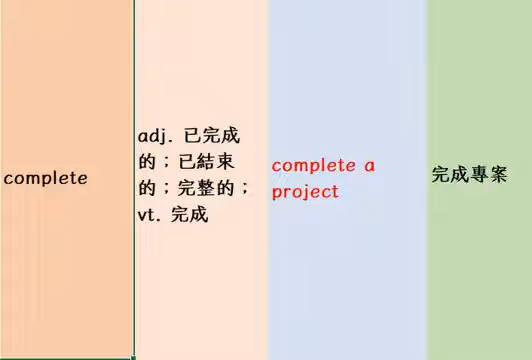 complete
adj. 已完成
的；已結束
的；完整的；
vt. 完成
complete a
project
完成專案